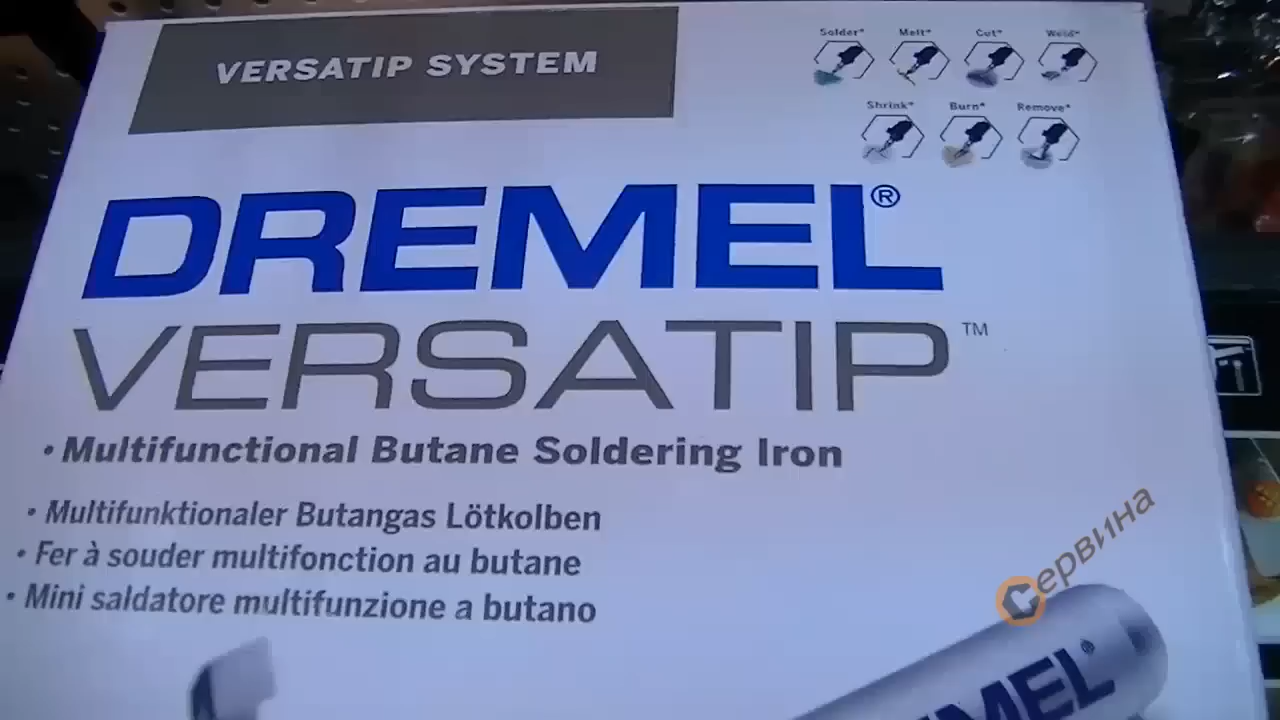 VERSATIP SYSTEM
Solder* Melt* Cut* Weld*
Shrink* Burn* Remove*
DREMEL®
VERSATIP™
• Multifunctional Butane Soldering Iron
• Multifunktionaler Butangas Lötkolben
• Fer à souder multifonction au butane
• Mini saldatore multifunzione a butano
Сервина
MEL®